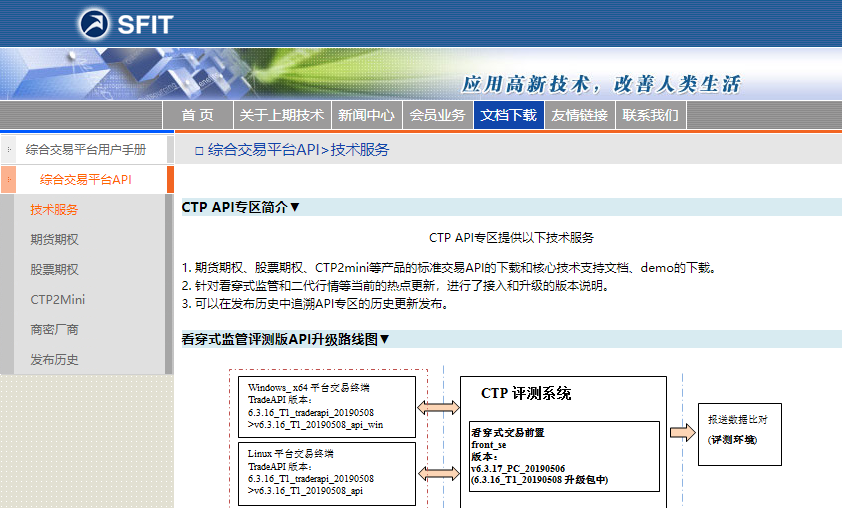 SFIT
应用高新技术，改善人类生活
首 页
关于上期技术
新闻中心
会员业务
文档下载
友情链接
联系我们
综合交易平台用户手册
综合交易平台API
技术服务
期货期权
股票期权
CTP2Mini
商密厂商
发布历史
□ 综合交易平台API>技术服务
CTP API专区简介▼
CTP API专区提供以下技术服务
1. 期货期权、股票期权、CTP2mini等产品的标准交易API的下载和核心技术支持文档、demo的下载。
2. 针对看穿式监管和二代行情等当前的热点更新，进行了接入和升级的版本说明。
3. 可以在发布历史中追溯API专区的历史更新发布。
看穿式监管评测版API升级路线图▼
Windows_ x64 平台交易终端
TradeAPI 版本：
6.3.16_T1_traderapi_20190508
>v6.3.16_T1_20190508_api_win
Linux 平台交易终端
TradeAPI 版本：
6.3.16_T1_traderapi_20190508
>v6.3.16_T1_20190508_api
CTP 评测系统
看穿式交易前置
front_se
版本：
v6.3.17_PC_20190506
(6.3.16_T1_20190508 升级包中)
报送数据比对
(评测环境)